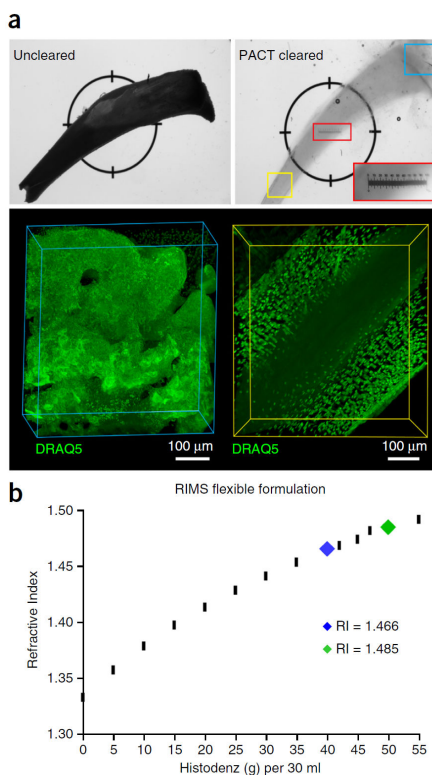 a
Uncleared
PACT cleared
DRAQ5
100 μm
DRAQ5
100 μm
b
RIMS flexible formulation
Refractive Index
1.50
1.45
1.40
1.35
1.30
RI = 1.466
RI = 1.485
0 5 10 15 20 25 30 35 40 45 50 55
Histodenz (g) per 30 ml